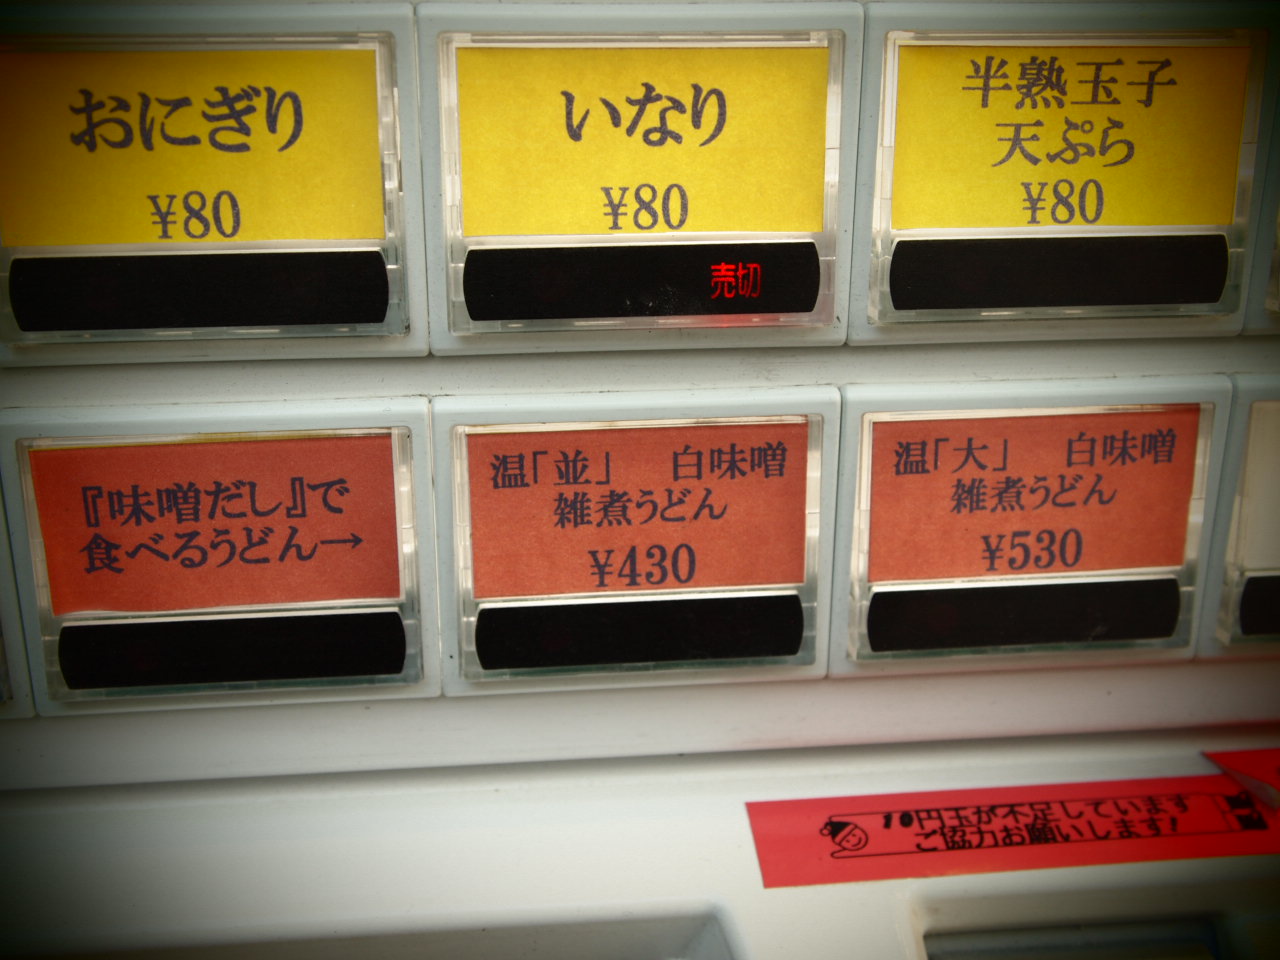 おにぎり
¥80
いなり
¥80
売切
半熟玉子
天ぷら
¥80
『味噌だし』で
食べるうどん→
温「並」 白味噌
雑煮うどん
¥430
温「大」 白味噌
雑煮うどん
¥530
10円玉が不足しています
ご協力お願いします!